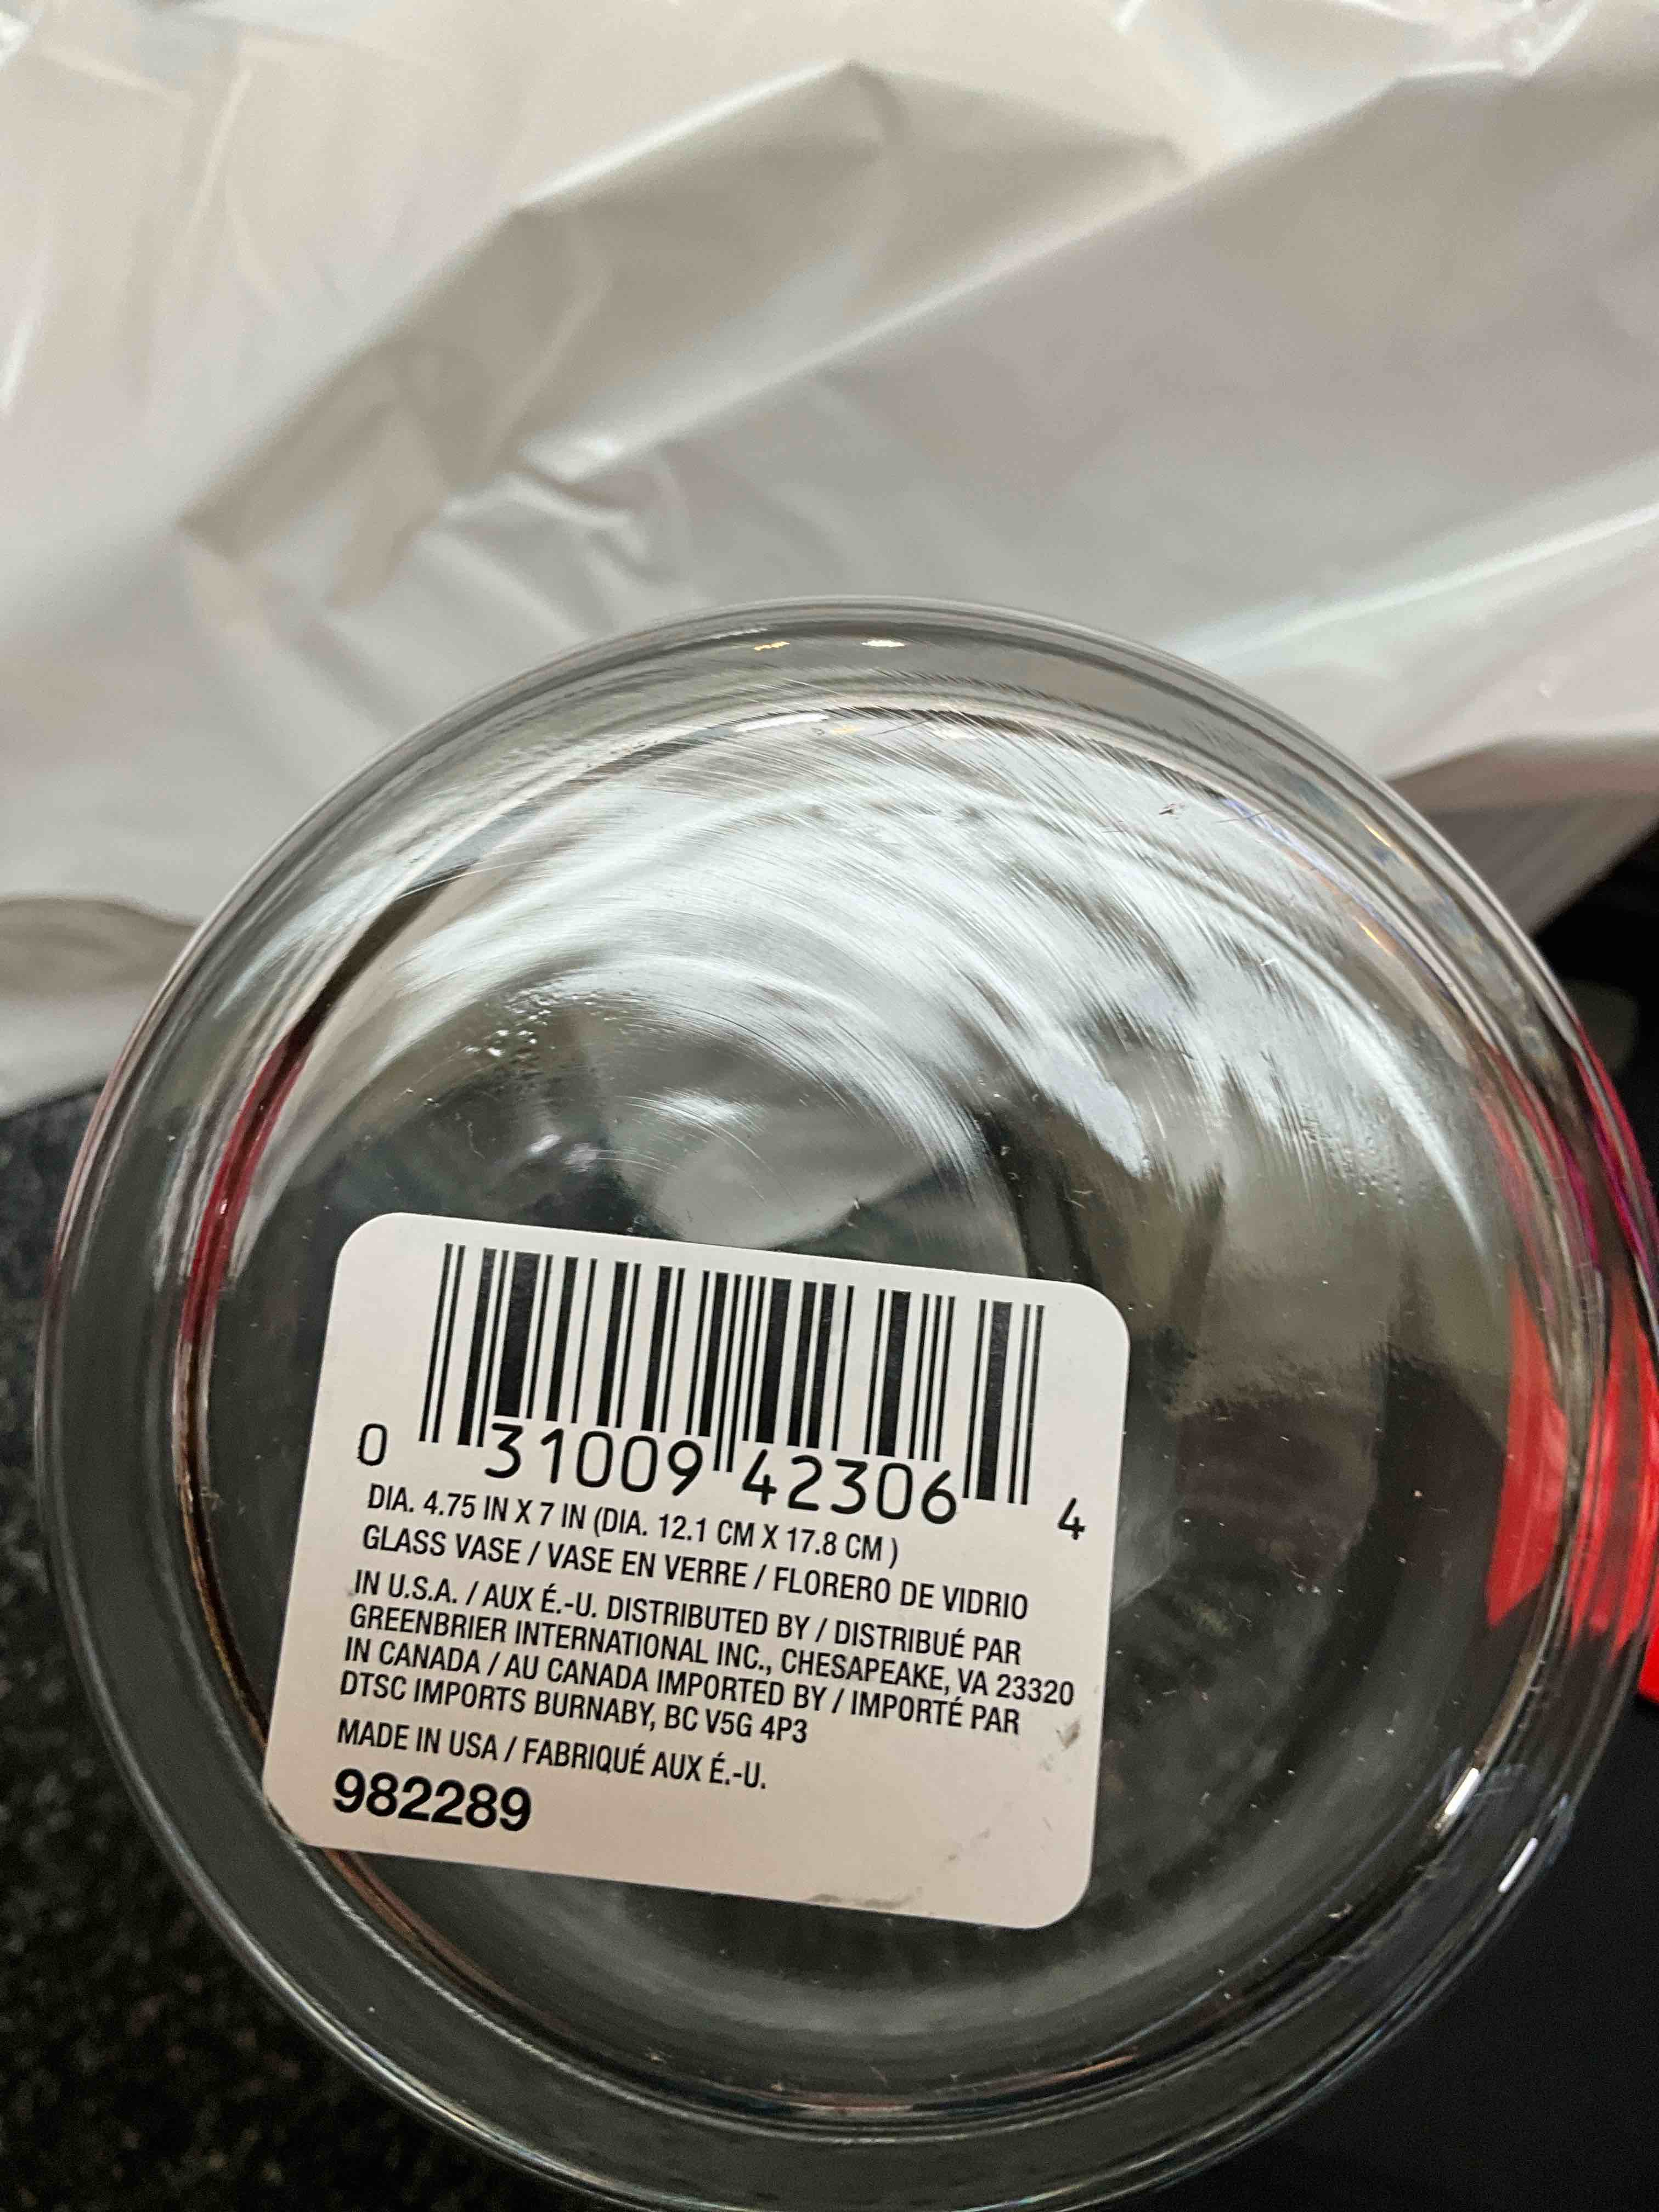 0 31009 42306 4
DIA. 4.75 IN X 7 IN (DIA. 12.1 CM X 17.8 CM )
GLASS VASE / VASE EN VERRE / FLORERO DE VIDRIO
IN U.S.A. / AUX É.-U. DISTRIBUTED BY / DISTRIBUÉ PAR
GREENBRIER INTERNATIONAL INC., CHESAPEAKE, VA 23320
IN CANADA / AU CANADA IMPORTED BY / IMPORTÉ PAR
DTSC IMPORTS BURNABY, BC V5G 4P3
MADE IN USA / FABRIQUÉ AUX É.-U.
982289